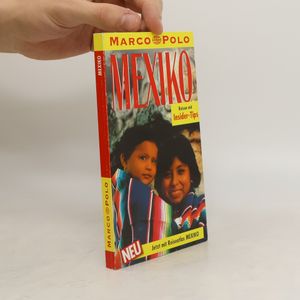 MARCO POLO
MEXIKO
Reisen mit
Insider-Tips
NEU
Jetzt mit Reiseatlas MEXIKO
MEXIKO
MARCO POLO